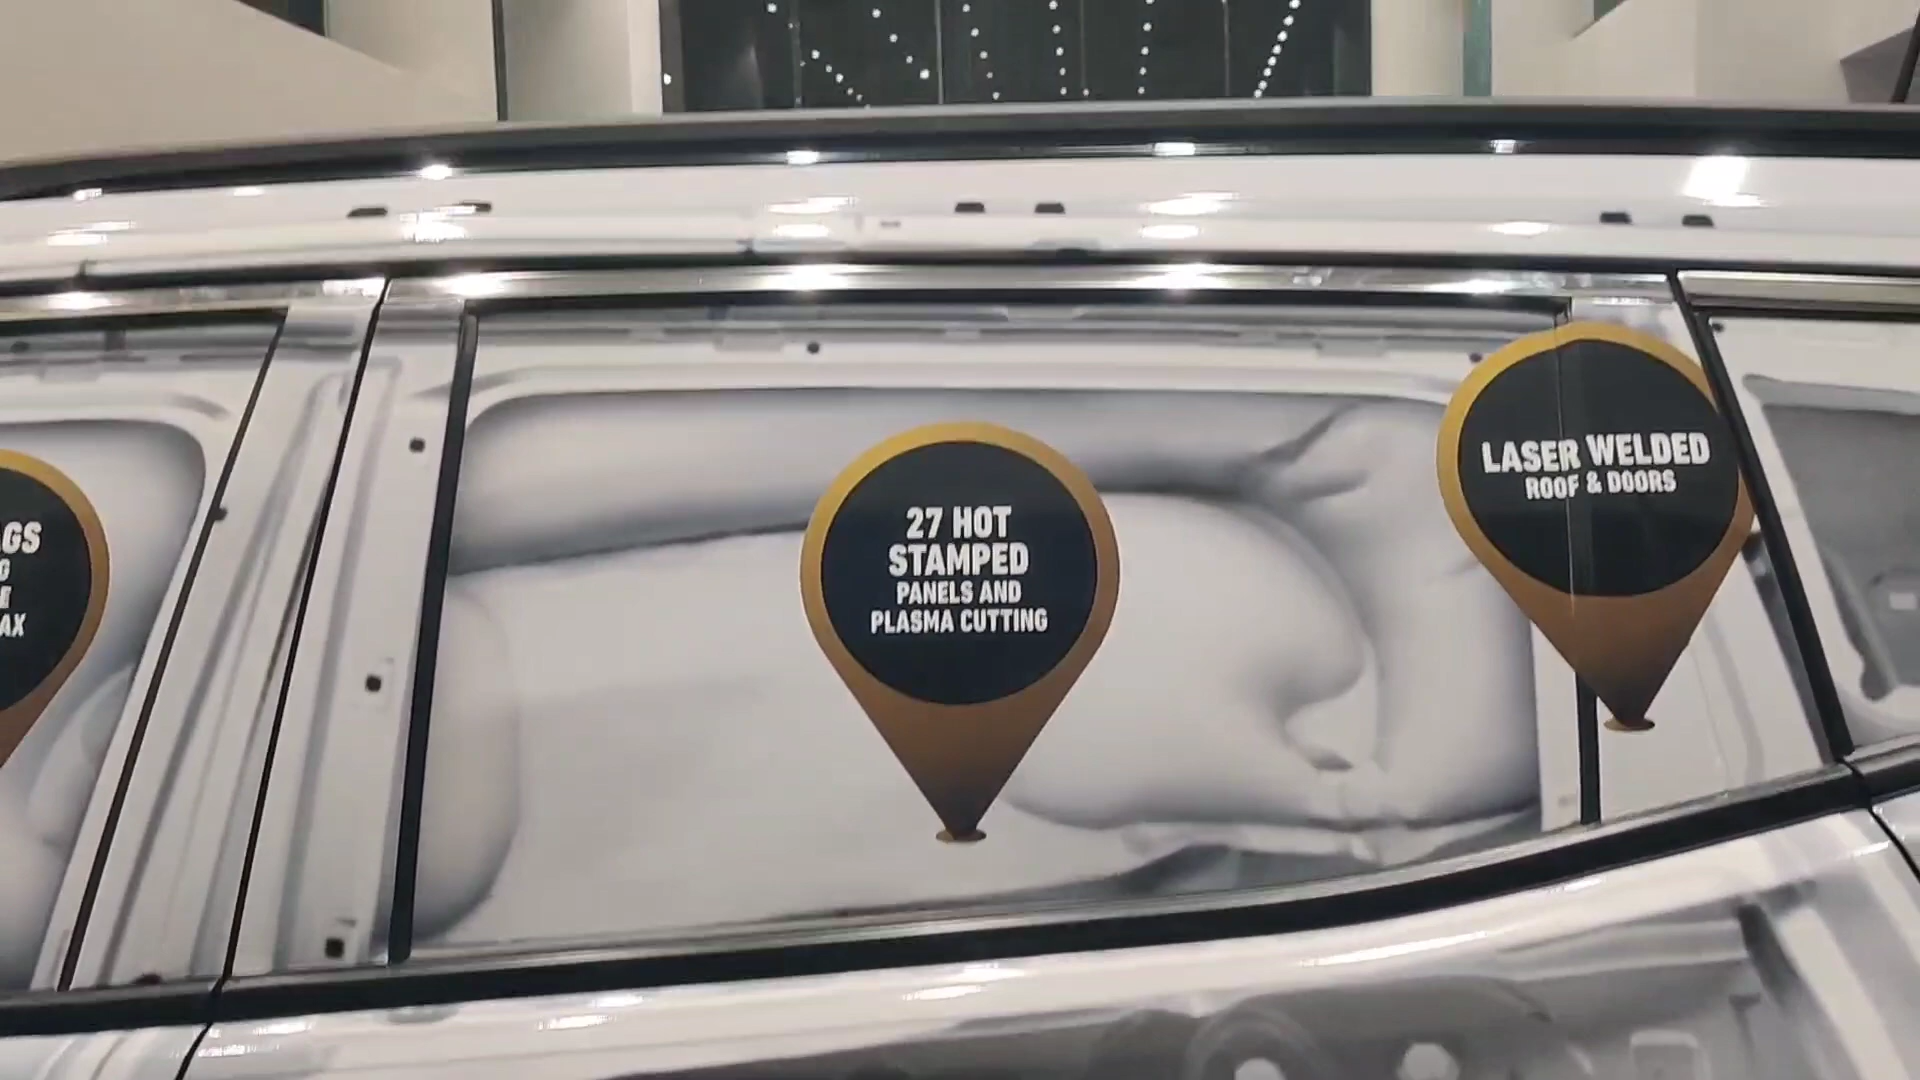 27 HOT
STAMPED
PANELS AND
PLASMA CUTTING
LASER WELDED
ROOF & DOORS